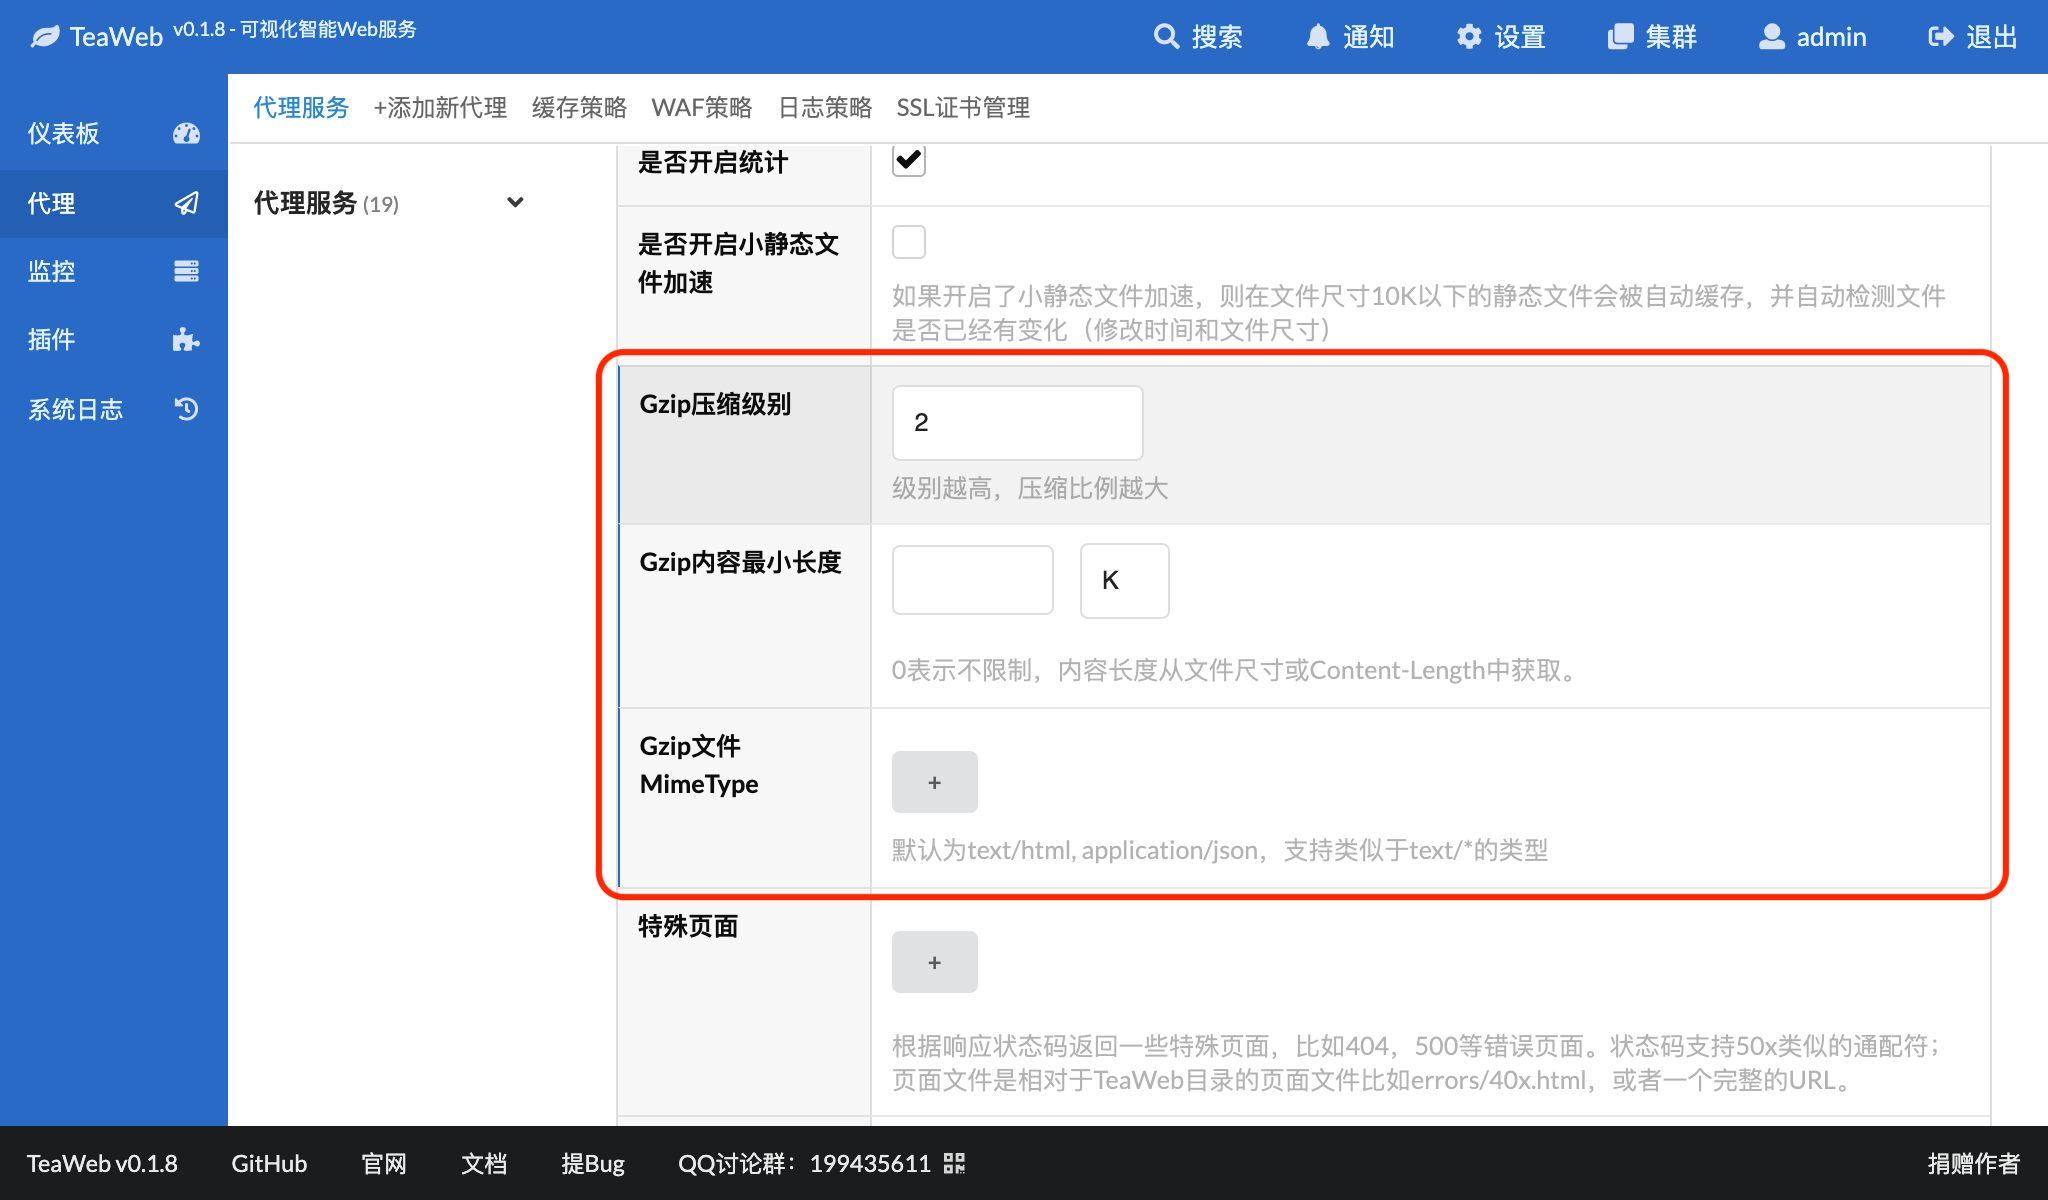 TeaWeb v0.1.8 - 可视化智能Web服务
搜索 通知 设置 集群 admin 退出
仪表板
代理
监控
插件
系统日志
代理服务 +添加新代理 缓存策略 WAF策略 日志策略 SSL证书管理
代理服务 (19)
是否开启统计
是否开启小静态文
件加速
如果开启了小静态文件加速，则在文件尺寸10K以下的静态文件会被自动缓存，并自动检测文件
是否已经有变化（修改时间和文件尺寸）
Gzip压缩级别
2
级别越高，压缩比例越大
Gzip内容最小长度
K
0表示不限制，内容长度从文件尺寸或Content-Length中获取。
Gzip文件
MimeType
+
默认为text/html, application/json，支持类似于text/*的类型
特殊页面
+
根据响应状态码返回一些特殊页面，比如404，500等错误页面。状态码支持50x类似的通配符；
页面文件是相对于TeaWeb目录的页面文件比如errors/40x.html，或者一个完整的URL。
TeaWeb v0.1.8 GitHub 官网 文档 提Bug QQ讨论群：199435611 捐赠作者